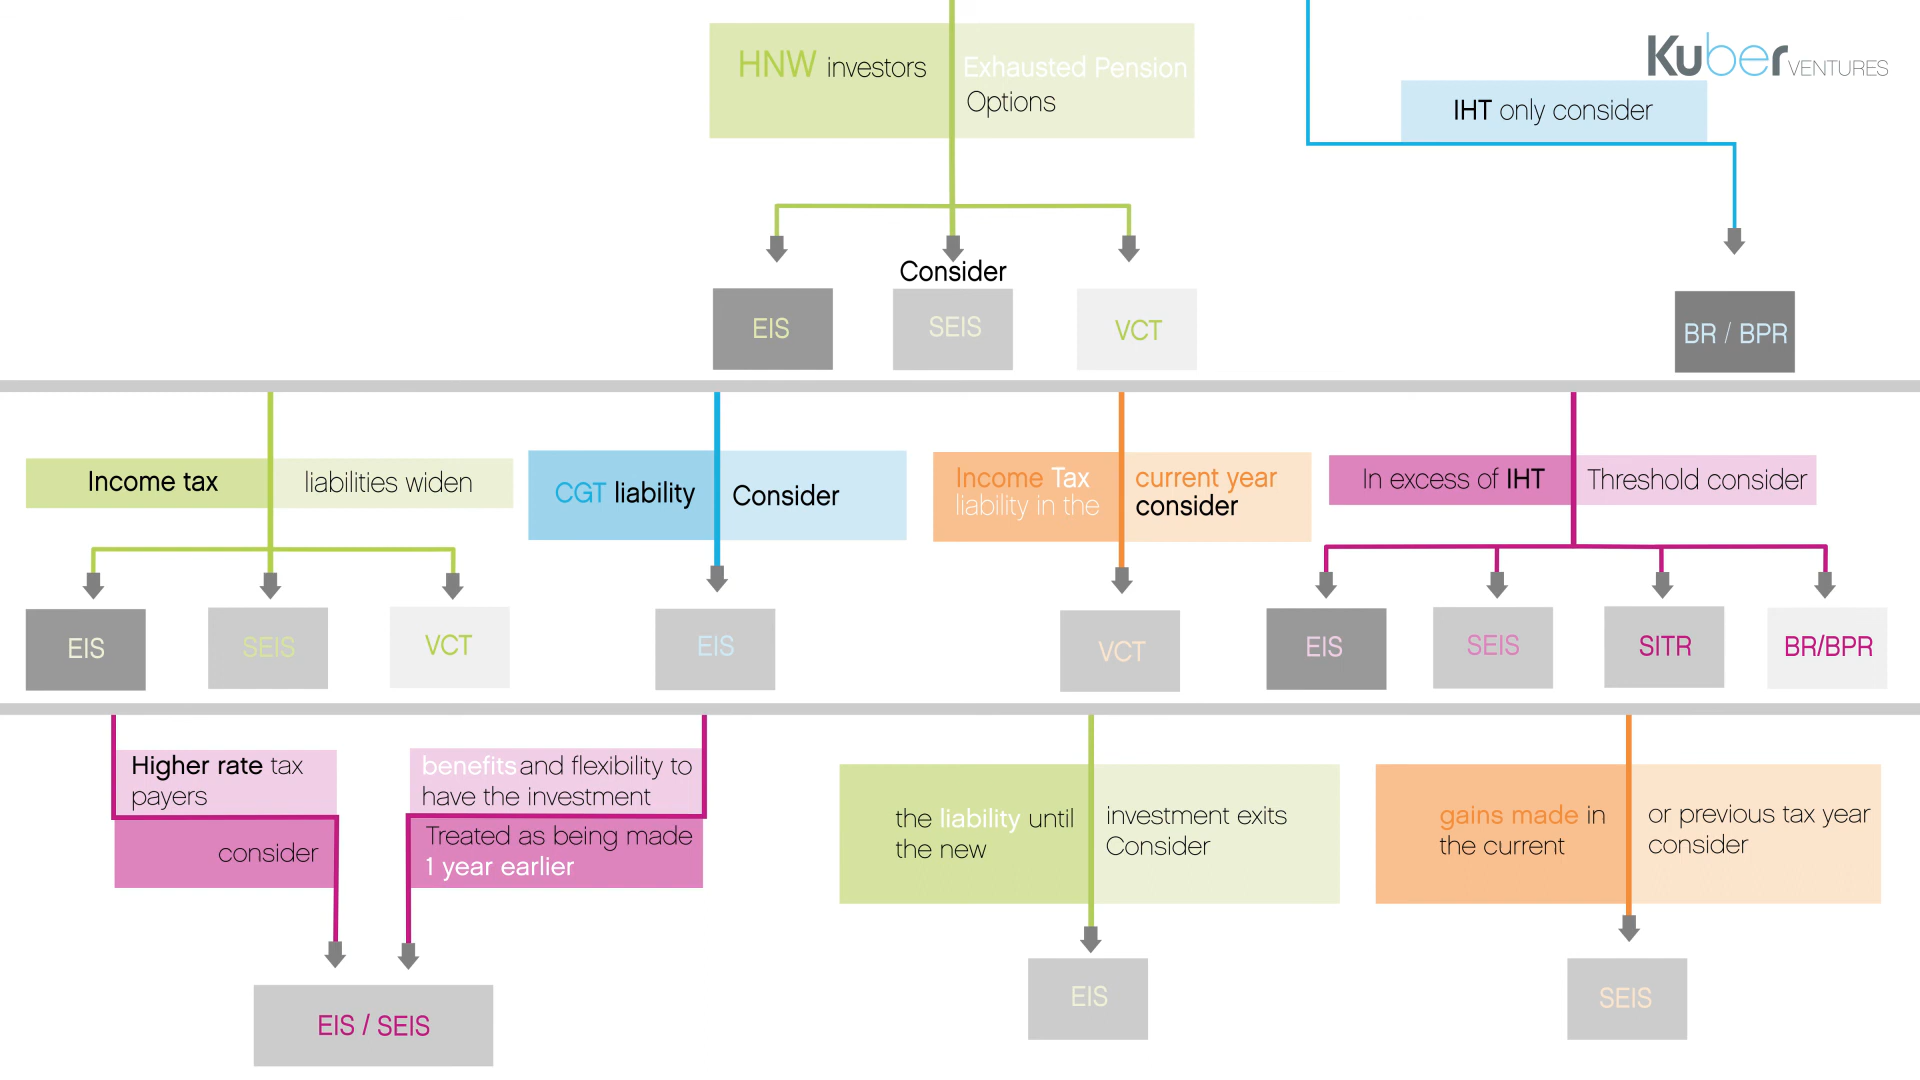 Kuber VENTURES
HNW investors
Exhausted Pension
Options
IHT only consider
Consider
EIS
SEIS
VCT
BR / BPR
Income tax
liabilities widen
CGT liability
Consider
Income Tax
liability in the
current year
consider
In excess of IHT
Threshold consider
EIS
SEIS
VCT
EIS
VCT
EIS
SEIS
SITR
BR/BPR
Higher rate tax
payers
consider
benefits and flexibility to
have the investment
Treated as being made
1 year earlier
the liability until
the new
investment exits
Consider
gains made in
the current
or previous tax year
consider
EIS / SEIS
EIS
SEIS